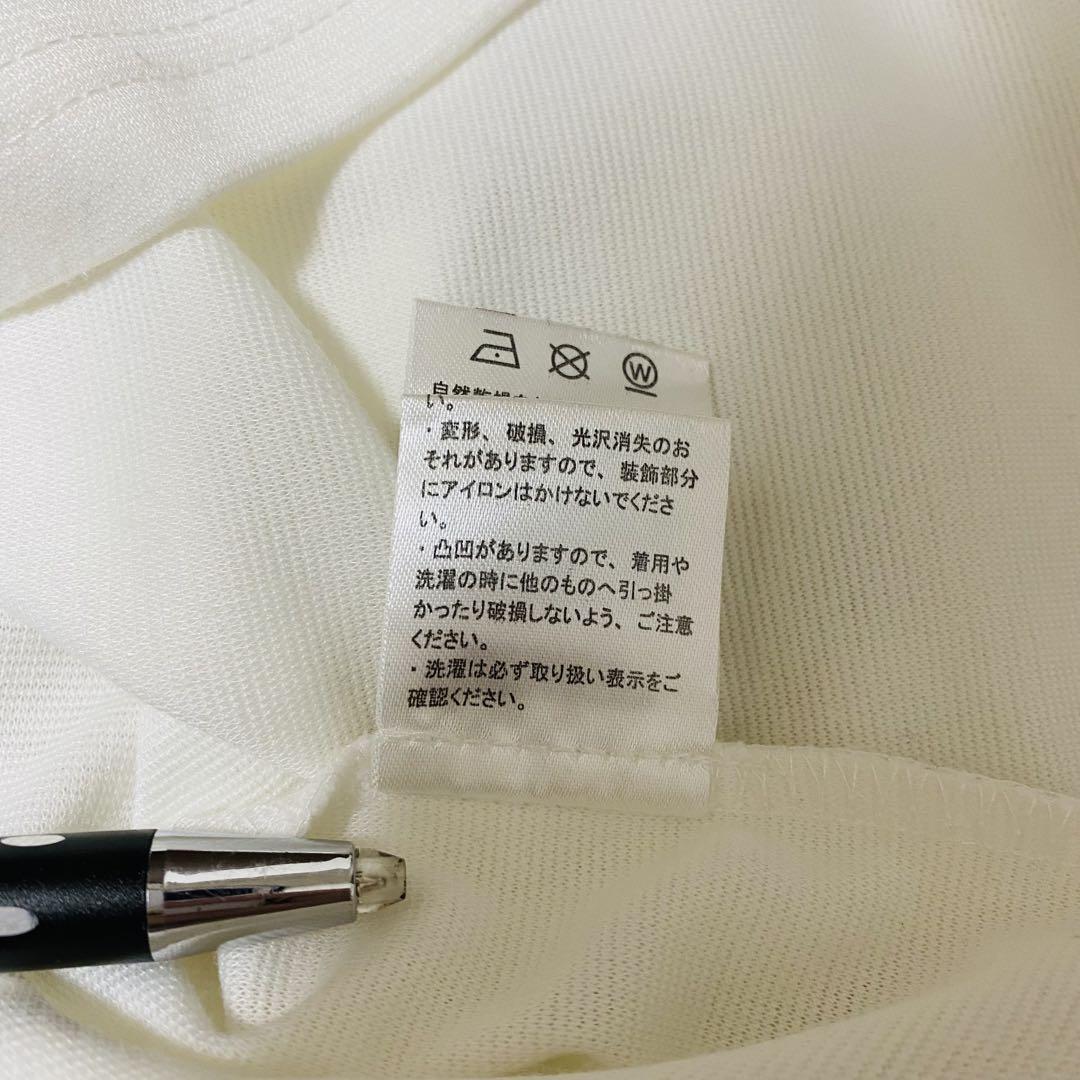 W
自然乾燥
い。
・変形、破損、光沢消失のお
それがありますので、装飾部分
にアイロンはかけないでくださ
い。
・凸凹がありますので、着用や
洗濯の時に他のものへ引っ掛
かったり破損しないよう、ご注意
ください。
・洗濯は必ず取り扱い表示をご
確認ください。